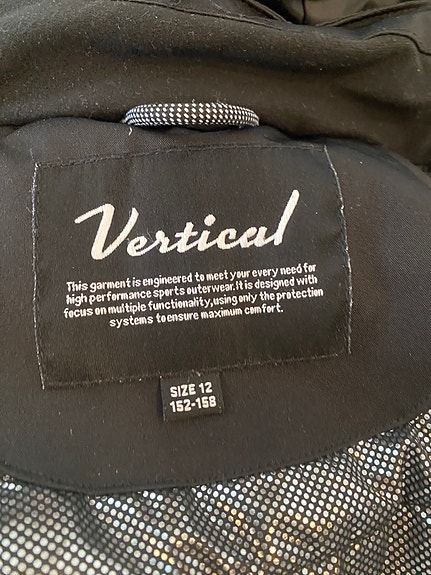 Vertical
This garment is engineered to meet your every need for
high performance sports outerwear.It is designed with
focus on multiple functionality,using only the protection
systems to ensure maximum comfort.
SIZE 12
152-158